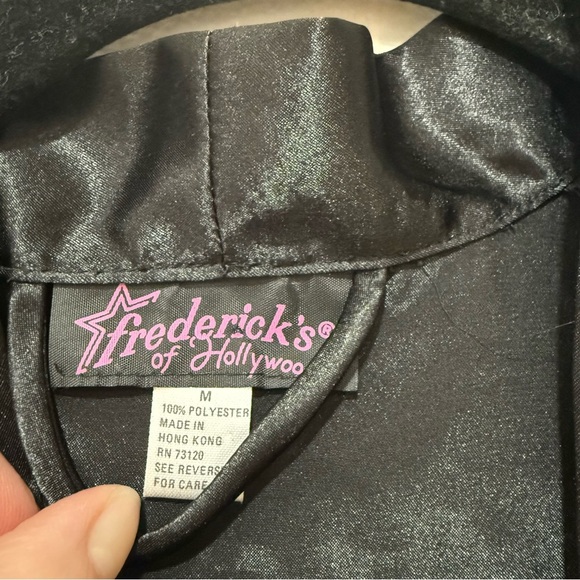 frederick's®
of Hollywoo
M
100% POLYESTER
MADE IN
HONG KONG
RN 73120
SEE REVERS
FOR CARE